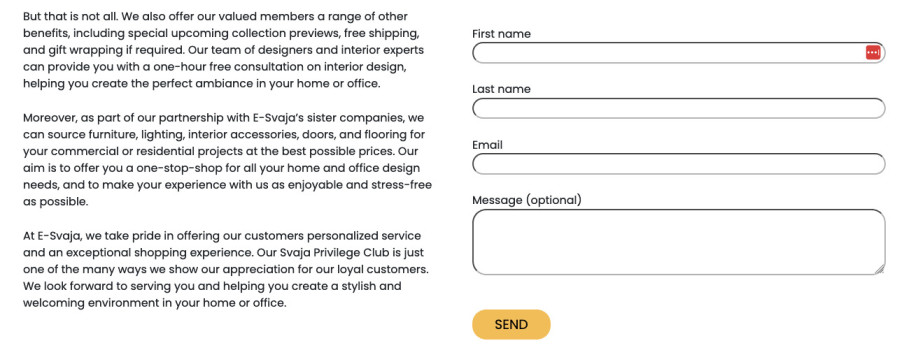 But that is not all. We also offer our valued members a range of other
benefits, including special upcoming collection previews, free shipping,
and gift wrapping if required. Our team of designers and interior experts
can provide you with a one-hour free consultation on interior design,
helping you create the perfect ambiance in your home or office.
Moreover, as part of our partnership with E-Svaja’s sister companies, we
can source furniture, lighting, interior accessories, doors, and flooring for
your commercial or residential projects at the best possible prices. Our
aim is to offer you a one-stop-shop for all your home and office design
needs, and to make your experience with us as enjoyable and stress-free
as possible.
At E-Svaja, we take pride in offering our customers personalized service
and an exceptional shopping experience. Our Svaja Privilege Club is just
one of the many ways we show our appreciation for our loyal customers.
We look forward to serving you and helping you create a stylish and
welcoming environment in your home or office.
First name
Last name
Email
Message (optional)
SEND